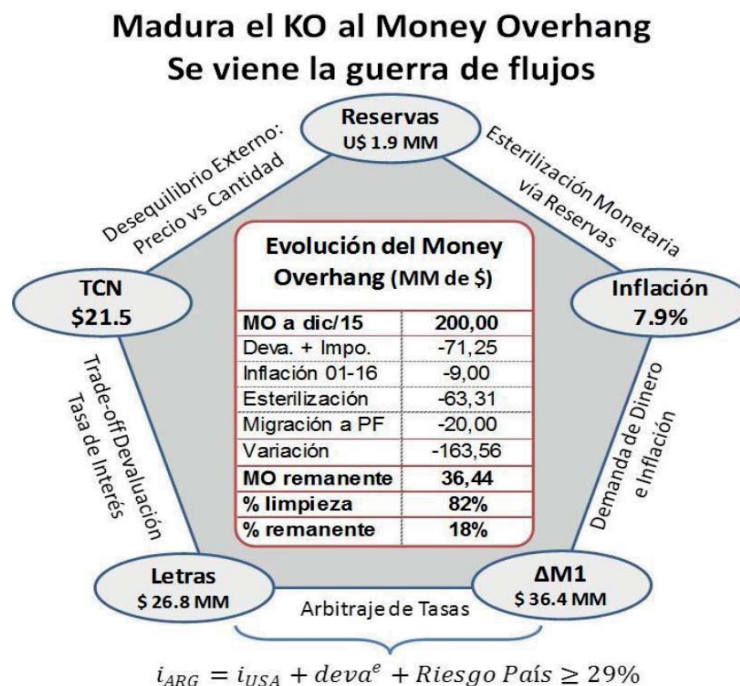 Madura el KO al Money Overhang
Se viene la guerra de flujos
Reservas
U$ 1.9 MM
Desequilibrio Externo:
Precio vs Cantidad
Esterilización Monetaria
vía Reservas
TCN
$21.5
Inflación
7.9%
Evolución del Money
Overhang (MM de $)
MO a dic/15 200,00
Deva. + Impo. -71,25
Inflación 01-16 -9,00
Esterilización -63,31
Migración a PF -20,00
Variación -163,56
MO remanente 36,44
% limpieza 82%
% remanente 18%
Trade-off Devaluación
Tasa de Interés
Demanda de Dinero
e Inflación
Letras
$ 26.8 MM
ΔM1
$ 36.4 MM
Arbitraje de Tasas
i_ARG = i_USA + deva^e + Riesgo País ≥ 29%